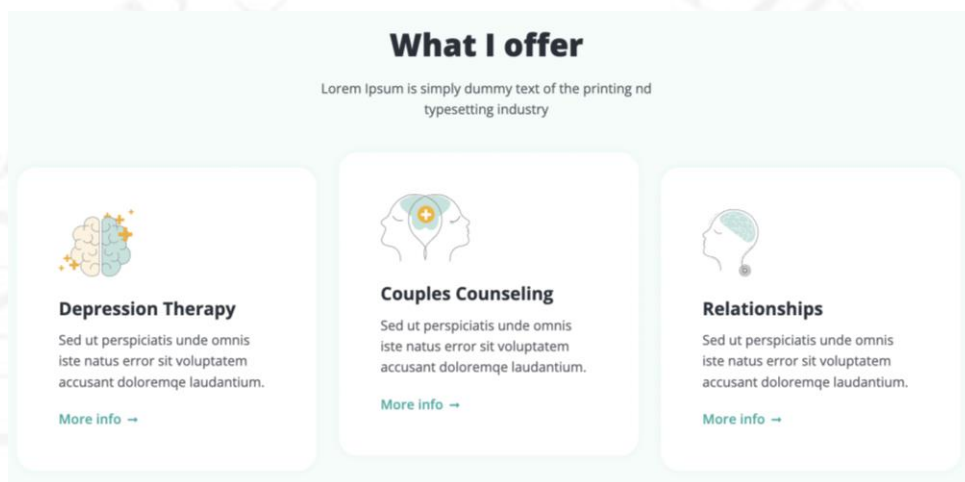 What I offer
Lorem Ipsum is simply dummy text of the printing nd
typesetting industry
Depression Therapy
Sed ut perspiciatis unde omnis
iste natus error sit voluptatem
accusant doloremqe laudantium.
More info →
Couples Counseling
Sed ut perspiciatis unde omnis
iste natus error sit voluptatem
accusant doloremqe laudantium.
More info →
Relationships
Sed ut perspiciatis unde omnis
iste natus error sit voluptatem
accusant doloremqe laudantium.
More info →